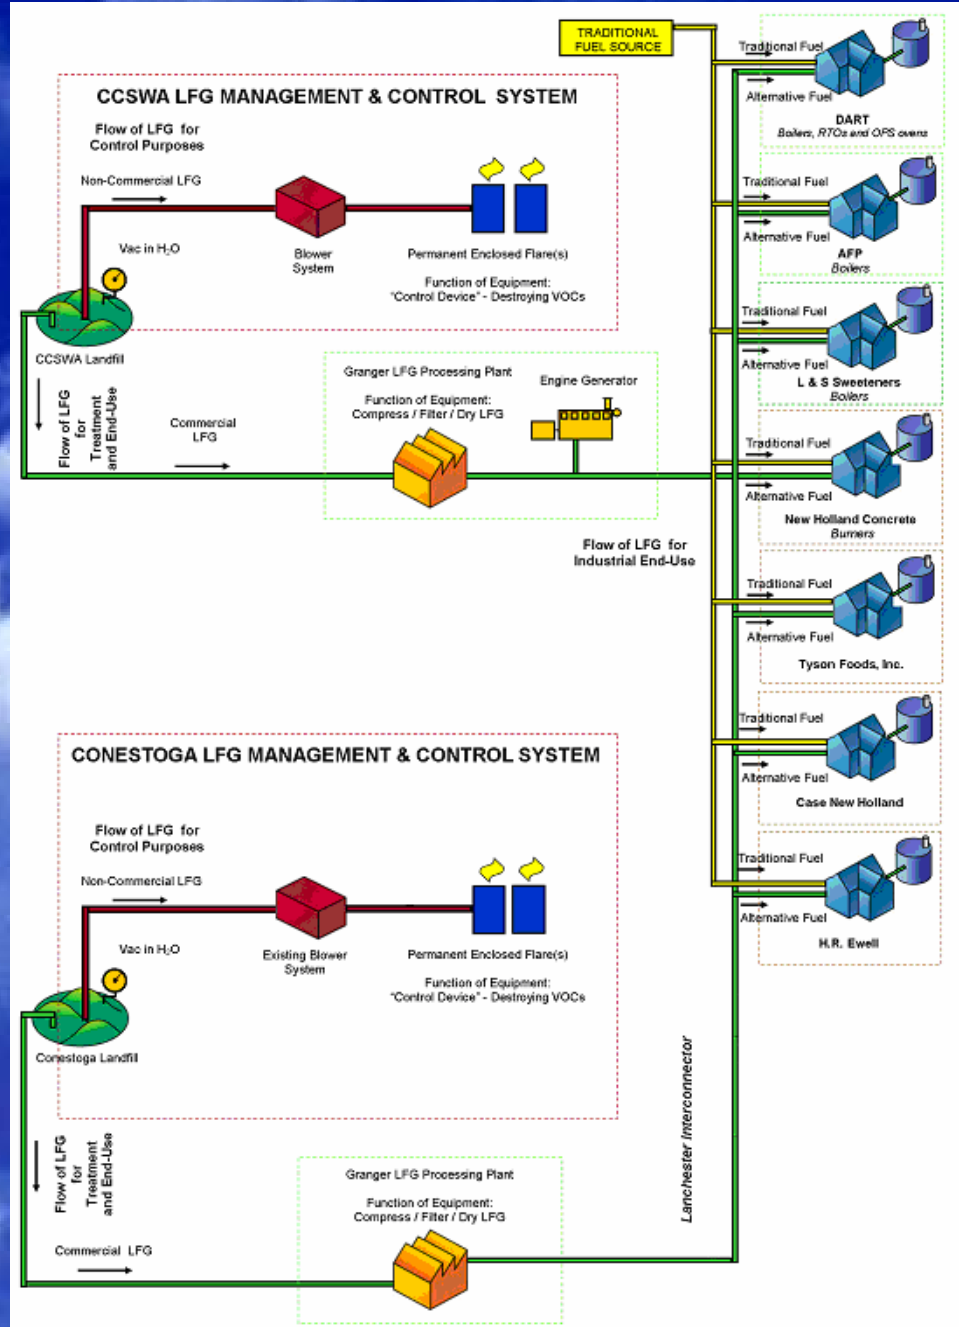 TRADITIONAL
FUEL SOURCE
CCSWA LFG MANAGEMENT & CONTROL SYSTEM
Flow of LFG for
Control Purposes
Non-Commercial LFG
Vac in H₂O
Blower
System
Permanent Enclosed Flare(s)
Function of Equipment:
"Control Device" - Destroying VOCs
CCSWA Landfill
Flow of LFG
for
Treatment
and End-Use
Commercial
LFG
Granger LFG Processing Plant
Function of Equipment:
Compress / Filter / Dry LFG
Engine Generator
Flow of LFG for
Industrial End-Use
Traditional Fuel
Alternative Fuel
DART
Boilers, RTOs and OPS ovens
Traditional Fuel
Alternative Fuel
AFP
Boilers
Traditional Fuel
Alternative Fuel
L & S Sweeteners
Boilers
Traditional Fuel
Alternative Fuel
New Holland Concrete
Burners
Traditional Fuel
Alternative Fuel
Tyson Foods, Inc.
Traditional Fuel
Alternative Fuel
Case New Holland
Traditional Fuel
Alternative Fuel
H.R. Ewell
CONESTOGA LFG MANAGEMENT & CONTROL SYSTEM
Flow of LFG for
Control Purposes
Non-Commercial LFG
Vac in H₂O
Existing Blower
System
Permanent Enclosed Flare(s)
Function of Equipment:
"Control Device" - Destroying VOCs
Conestoga Landfill
Flow of LFG
for
Treatment
and End-Use
Commercial LFG
Granger LFG Processing Plant
Function of Equipment:
Compress / Filter / Dry LFG
Lanchester Interconnector